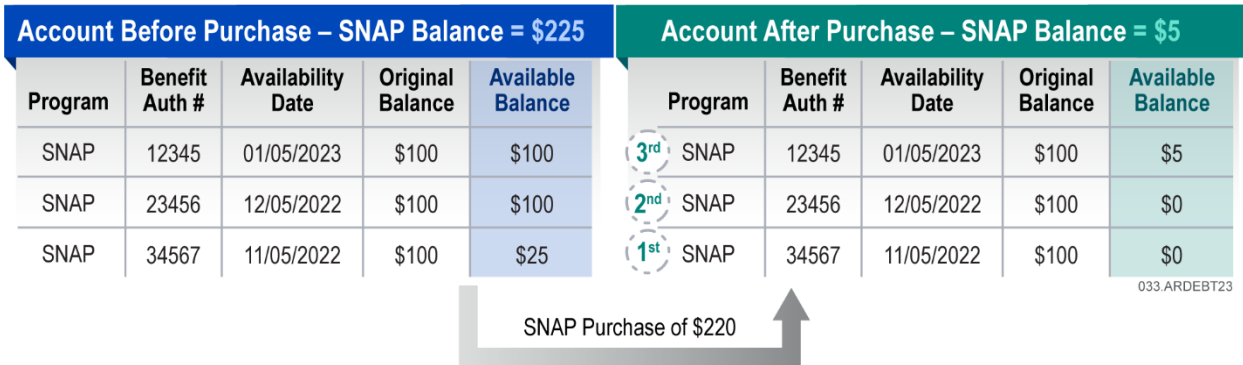 Account Before Purchase – SNAP Balance = $225
Program Benefit Auth # Availability Date Original Balance Available Balance
SNAP 12345 01/05/2023 $100 $100
SNAP 23456 12/05/2022 $100 $100
SNAP 34567 11/05/2022 $100 $25
Account After Purchase – SNAP Balance = $5
Program Benefit Auth # Availability Date Original Balance Available Balance
3rd SNAP 12345 01/05/2023 $100 $5
2nd SNAP 23456 12/05/2022 $100 $0
1st SNAP 34567 11/05/2022 $100 $0
033.ARDEBT23
SNAP Purchase of $220